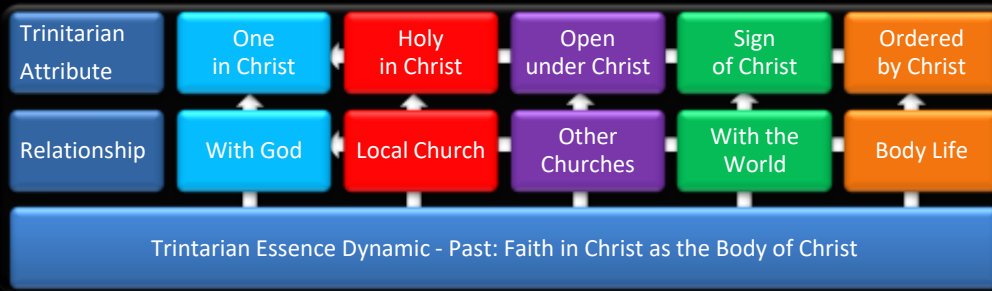 Trinitarian
Attribute
One
in Christ
Holy
in Christ
Open
under Christ
Sign
of Christ
Ordered
by Christ
Relationship
With God
Local Church
Other
Churches
With the
World
Body Life
Trintarian Essence Dynamic - Past: Faith in Christ as the Body of Christ